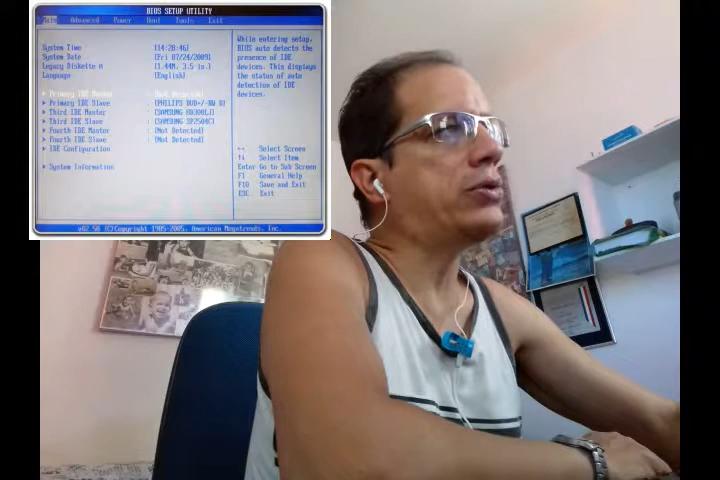 BIOS SETUP UTILITY
Main Advanced Power Boot Tools Exit
System Time [14:28:46]
System Date [Fri 07/24/2009]
Legacy Diskette A [1.44M, 3.5 in.]
Language [English]
Primary IDE Master : [Not Detected]
Primary IDE Slave : [PHILIPS DVD+/-RW D]
Third IDE Master : [SAMSUNG HD300LJ]
Third IDE Slave : [SAMSUNG SP2504C]
Fourth IDE Master : [Not Detected]
Fourth IDE Slave : [Not Detected]
IDE Configuration
System Information
While entering setup,
BIOS auto detects the
presence of IDE
devices. This displays
the status of auto
detection of IDE
devices.
↔ Select Screen
↑↓ Select Item
Enter Go to Sub Screen
F1 General Help
F10 Save and Exit
ESC Exit
v02.58 (C)Copyright 1985-2005, American Megatrends, Inc.